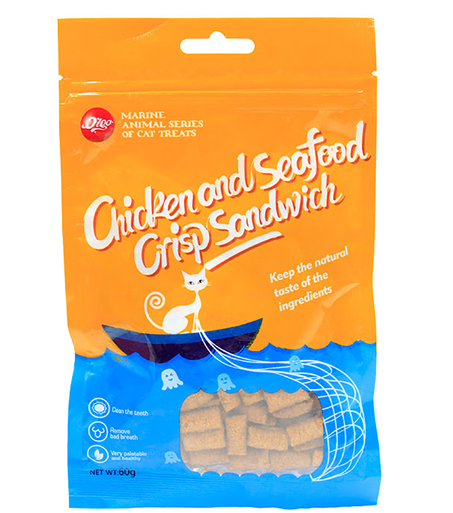 Orgo
MARINE
ANIMAL SERIES
OF CAT TREATS
Chicken and Seafood
Crisp Sandwich
Keep the natural
taste of the
ingredients
Clean the teeth
Remove
bad breath
Very palatable
and healthy
NET WT.60g